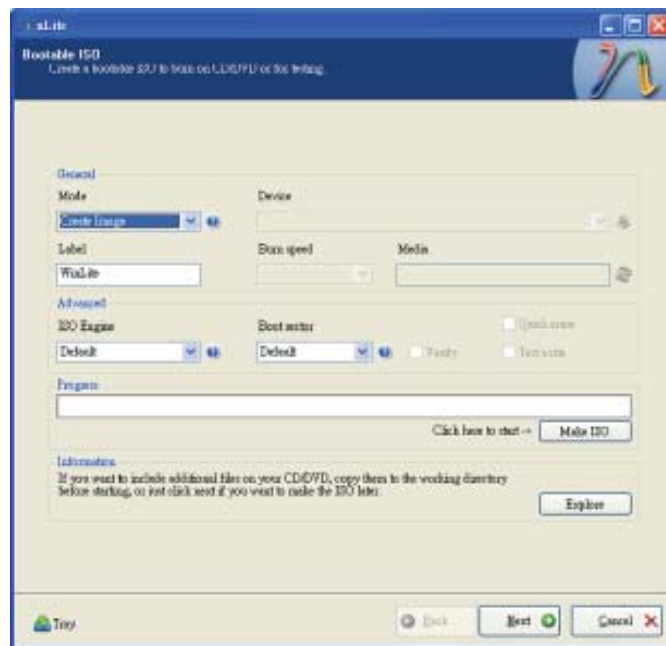 nLite
Bootable ISO
Create a bootable ISO to burn on CD/DVD or for testing.
General
Mode
Device
Create Image
Label
Burn speed
Media
WinLite
Advanced
ISO Engine
Boot sector
Quick erase
Default
Default
Verify
Test write
Progress
Click here to start -> Make ISO
Information
If you want to include additional files on your CD/DVD, copy them to the working directory
before starting, or just click next if you want to make the ISO later.
Explore
Tray
Back
Next
Cancel